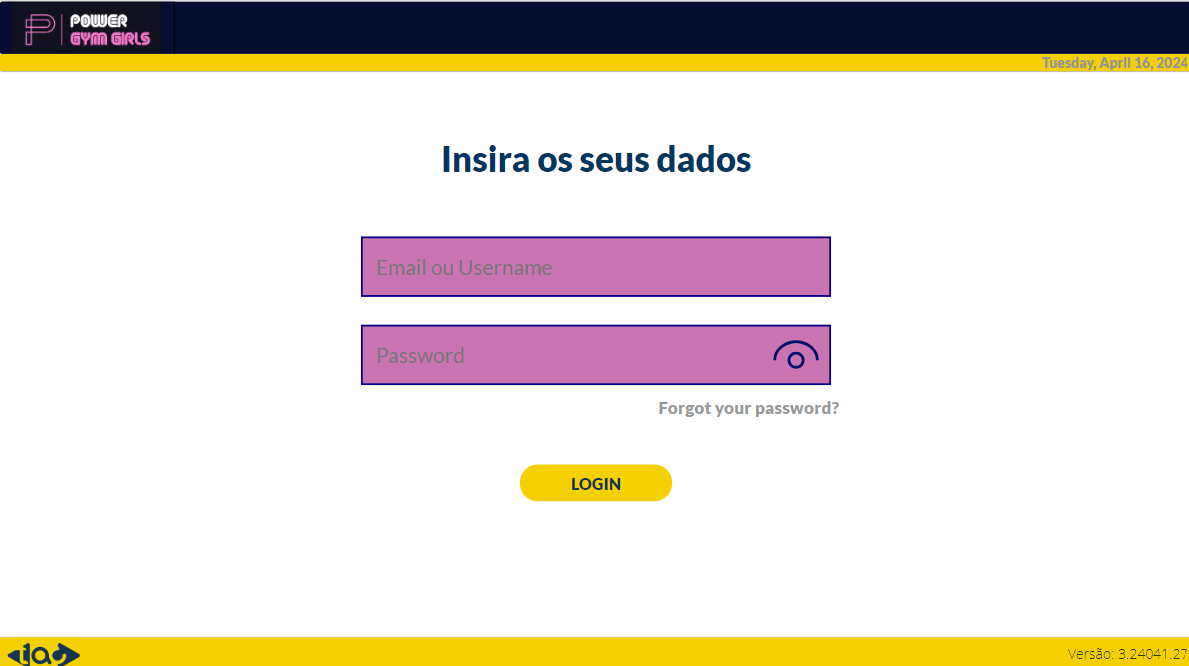 POWER
GYM GIRLS
Tuesday, April 16, 2024
Insira os seus dados
Email ou Username
Password
Forgot your password?
LOGIN
Versão: 3.24041.27